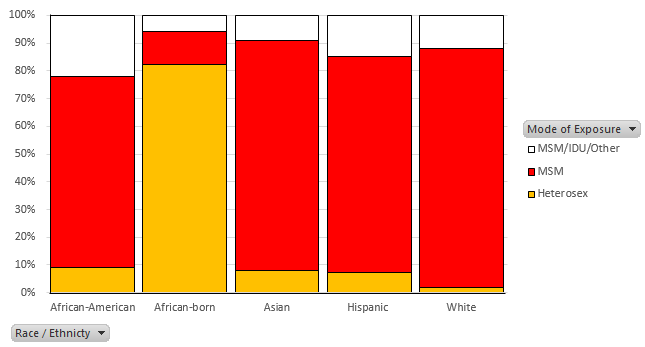 100%
90%
80%
70%
60%
50%
40%
30%
20%
10%
0%
African-American African-born Asian Hispanic White
Mode of Exposure
MSM/IDU/Other
MSM
Heterosex
Race / Ethnicty